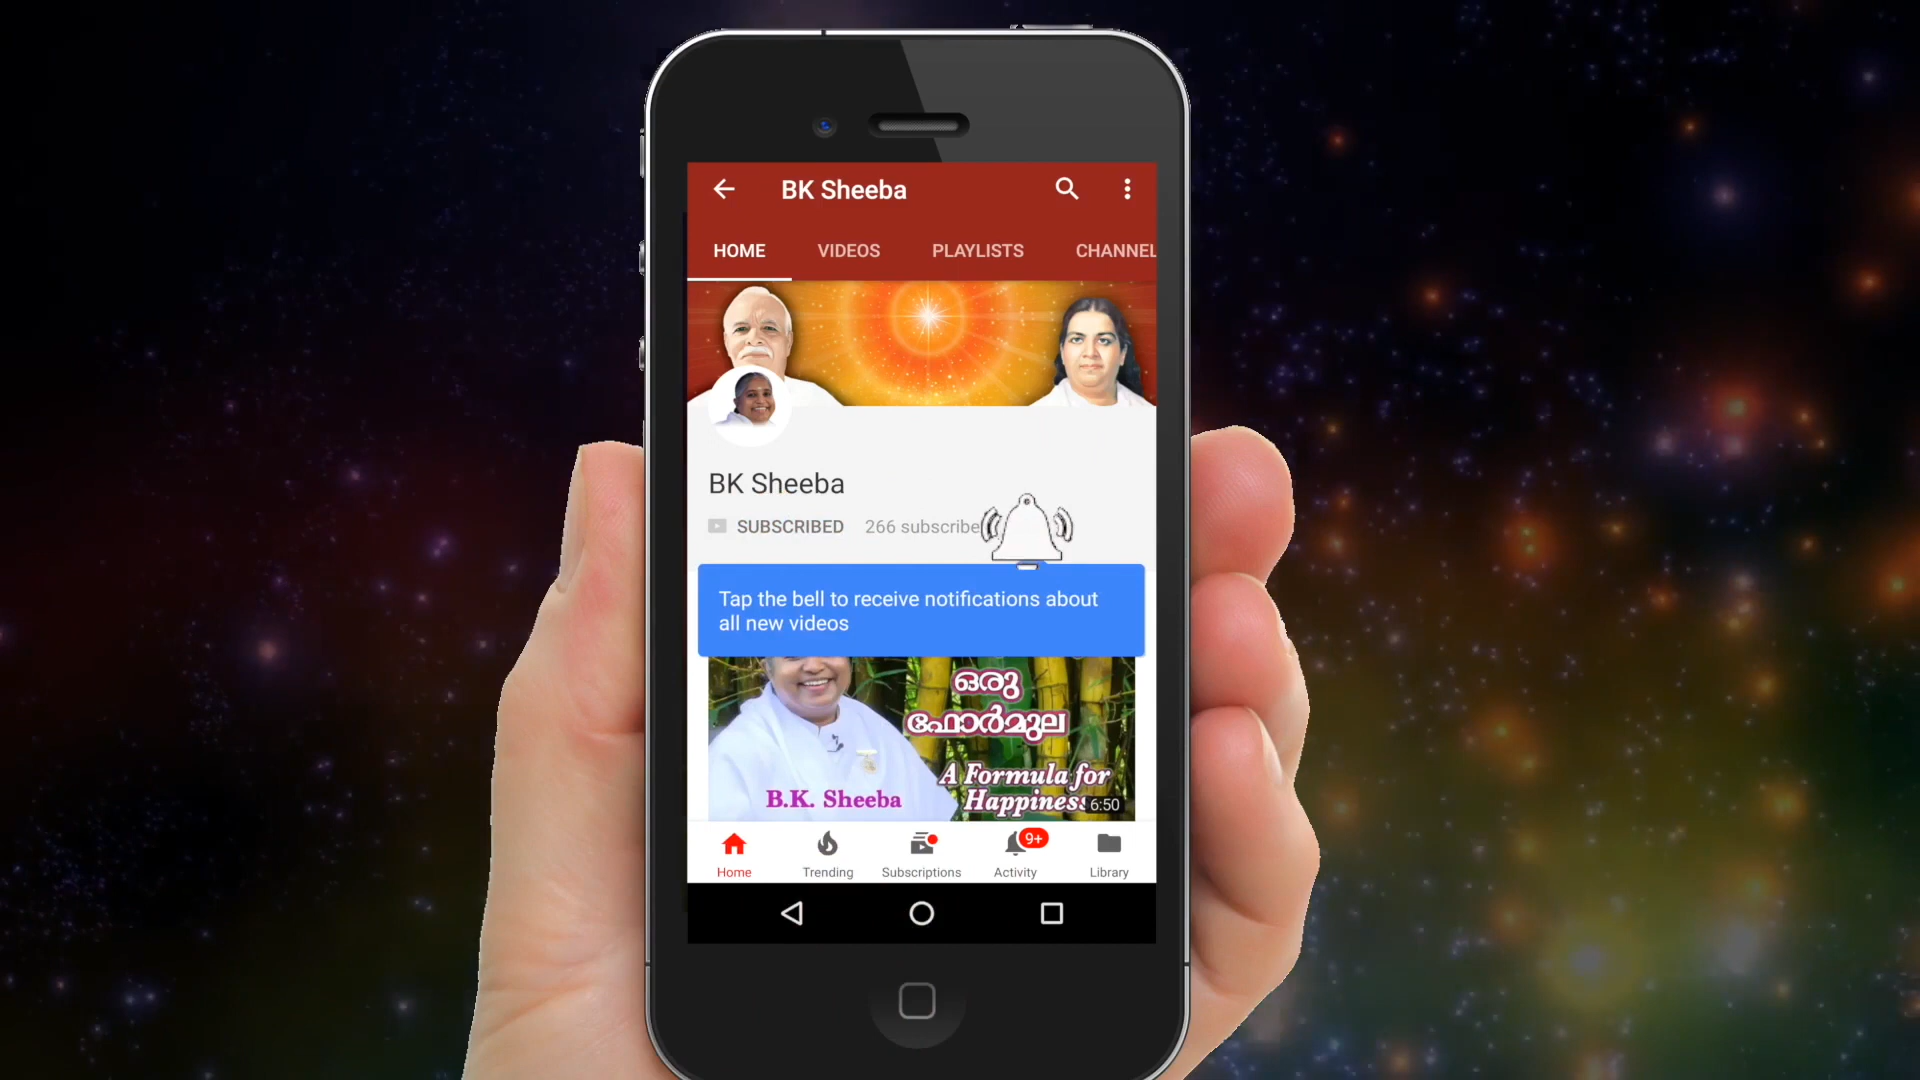 BK Sheeba
HOME VIDEOS PLAYLISTS CHANNEL
BK Sheeba
SUBSCRIBED 266 subscribe
Tap the bell to receive notifications about
all new videos
ഒരു
ഫോർമുല
A Formula for
Happiness
B.K. Sheeba
6:50
9+
Home Trending Subscriptions Activity Library